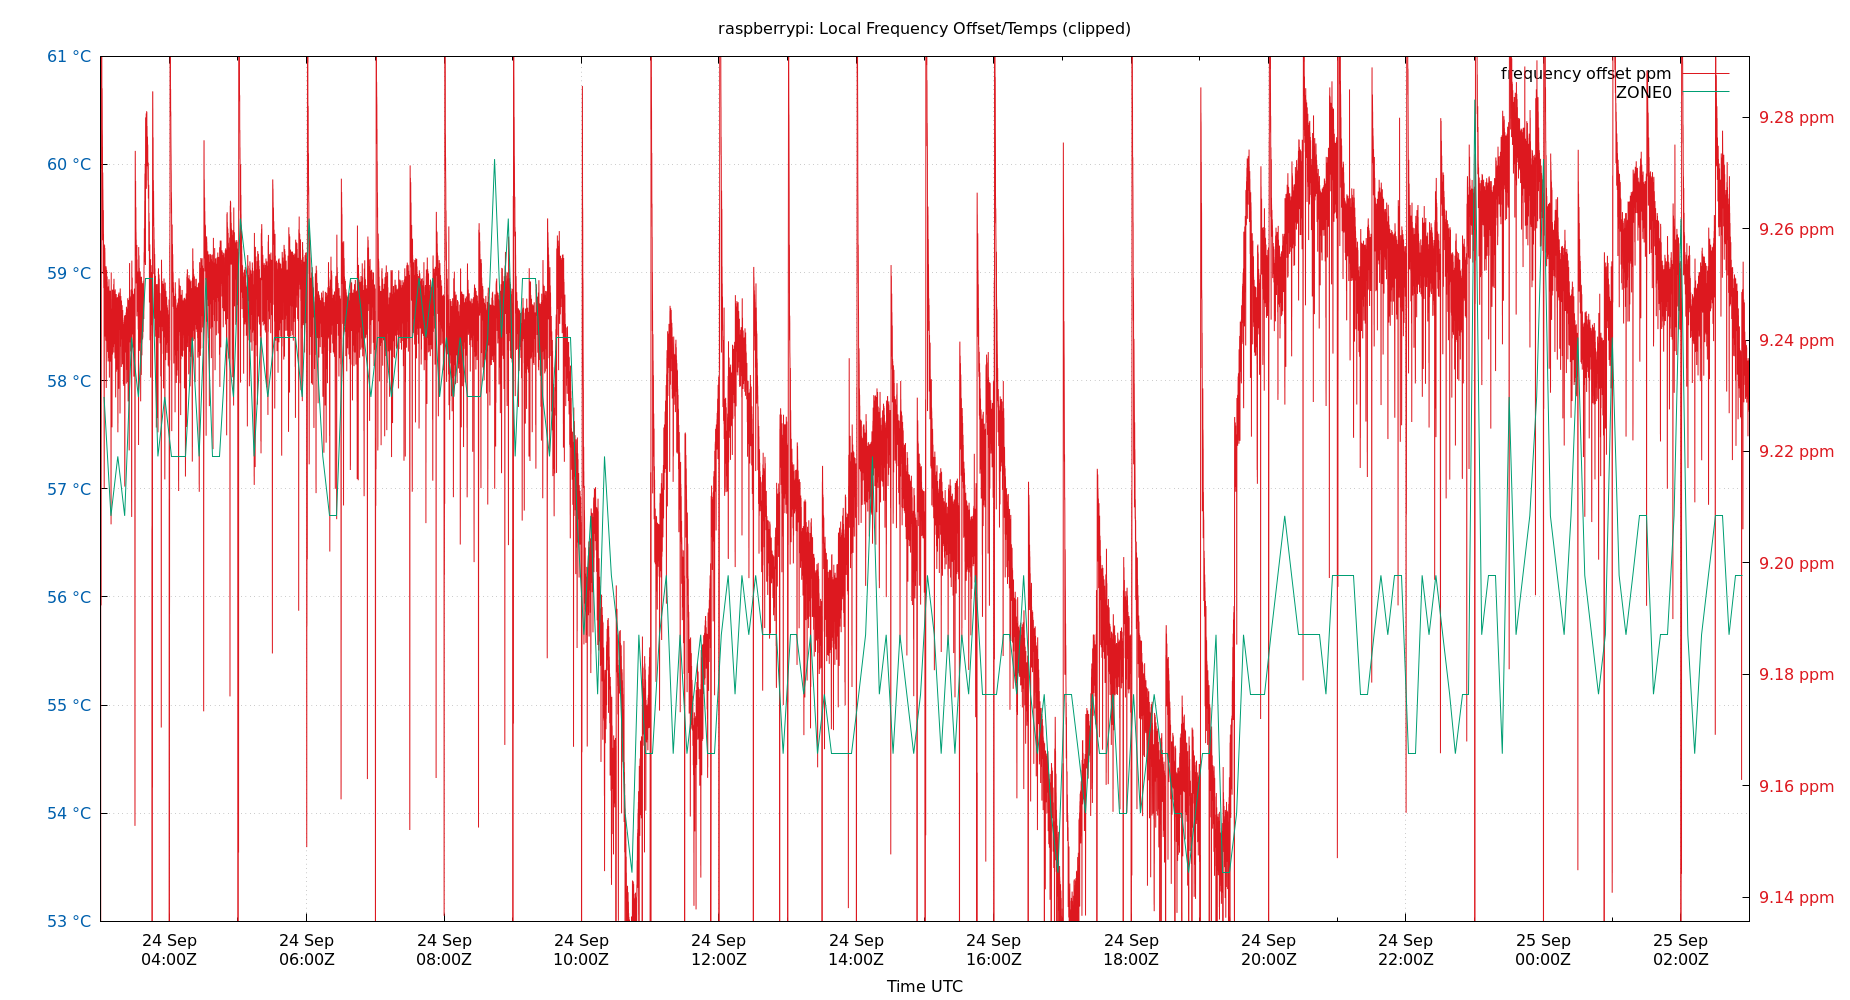 raspberrypi: Local Frequency Offset/Temps (clipped)
61 °C
60 °C
59 °C
58 °C
57 °C
56 °C
55 °C
54 °C
53 °C
frequency offset ppm
ZONE0
9.28 ppm
9.26 ppm
9.24 ppm
9.22 ppm
9.20 ppm
9.18 ppm
9.16 ppm
9.14 ppm
24 Sep
04:00Z
24 Sep
06:00Z
24 Sep
08:00Z
24 Sep
10:00Z
24 Sep
12:00Z
24 Sep
14:00Z
24 Sep
16:00Z
24 Sep
18:00Z
24 Sep
20:00Z
24 Sep
22:00Z
25 Sep
00:00Z
25 Sep
02:00Z
Time UTC